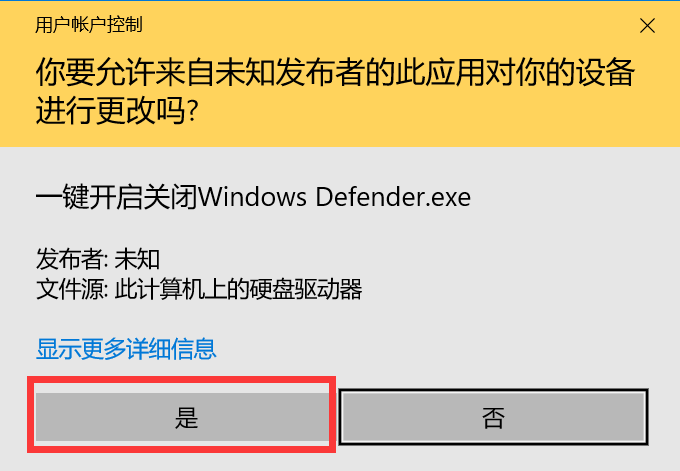 用户帐户控制
你要允许来自未知发布者的此应用对你的设备
进行更改吗?
一键开启关闭Windows Defender.exe
发布者: 未知
文件源: 此计算机上的硬盘驱动器
显示更多详细信息
是
否